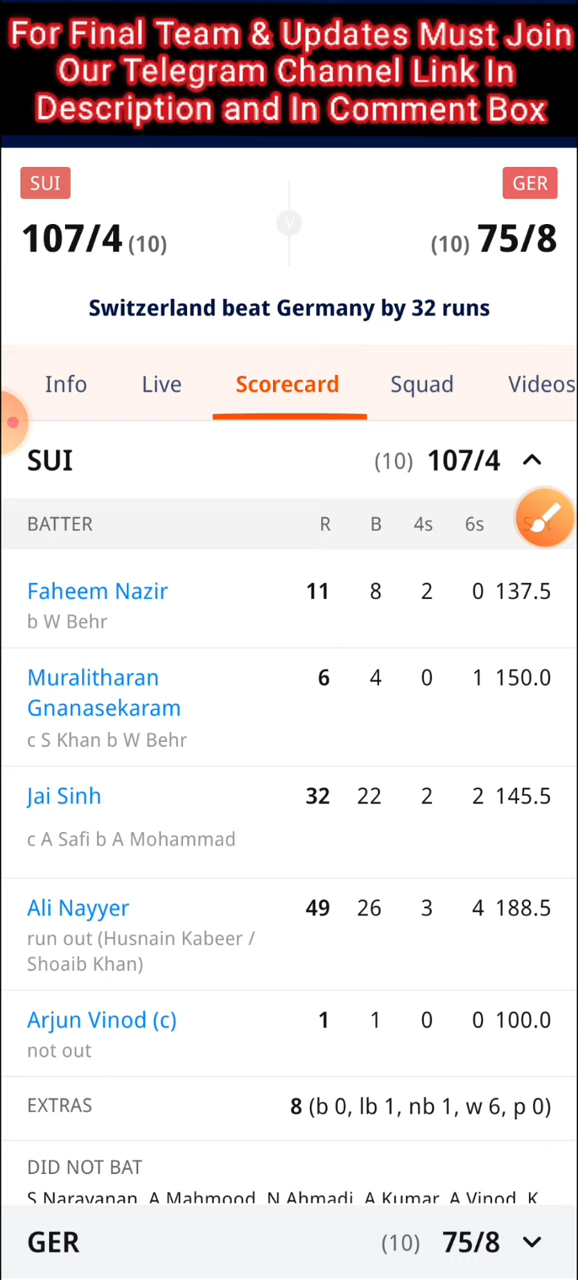 For Final Team & Updates Must Join
Our Telegram Channel Link In
Description and In Comment Box
SUI GER
107/4 (10) V (10) 75/8
Switzerland beat Germany by 32 runs
Info Live Scorecard Squad Videos
SUI (10) 107/4
BATTER R B 4s 6s
Faheem Nazir 11 8 2 0 137.5
b W Behr
Muralitharan 6 4 0 1 150.0
Gnanasekaram
c S Khan b W Behr
Jai Sinh 32 22 2 2 145.5
c A Safi b A Mohammad
Ali Nayyer 49 26 3 4 188.5
run out (Husnain Kabeer /
Shoaib Khan)
Arjun Vinod (c) 1 1 0 0 100.0
not out
EXTRAS 8 (b 0, lb 1, nb 1, w 6, p 0)
DID NOT BAT
S Narayanan, A Mahmood, N Ahmadi, A Kumar, A Vinod, K
GER (10) 75/8